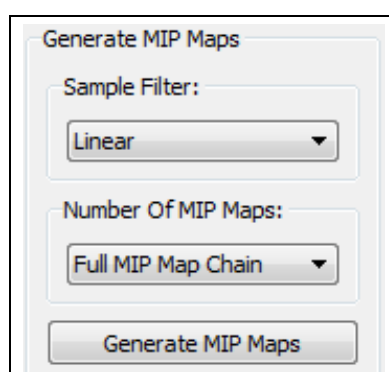 Generate MIP Maps
Sample Filter:
Linear
Number Of MIP Maps:
Full MIP Map Chain
Generate MIP Maps